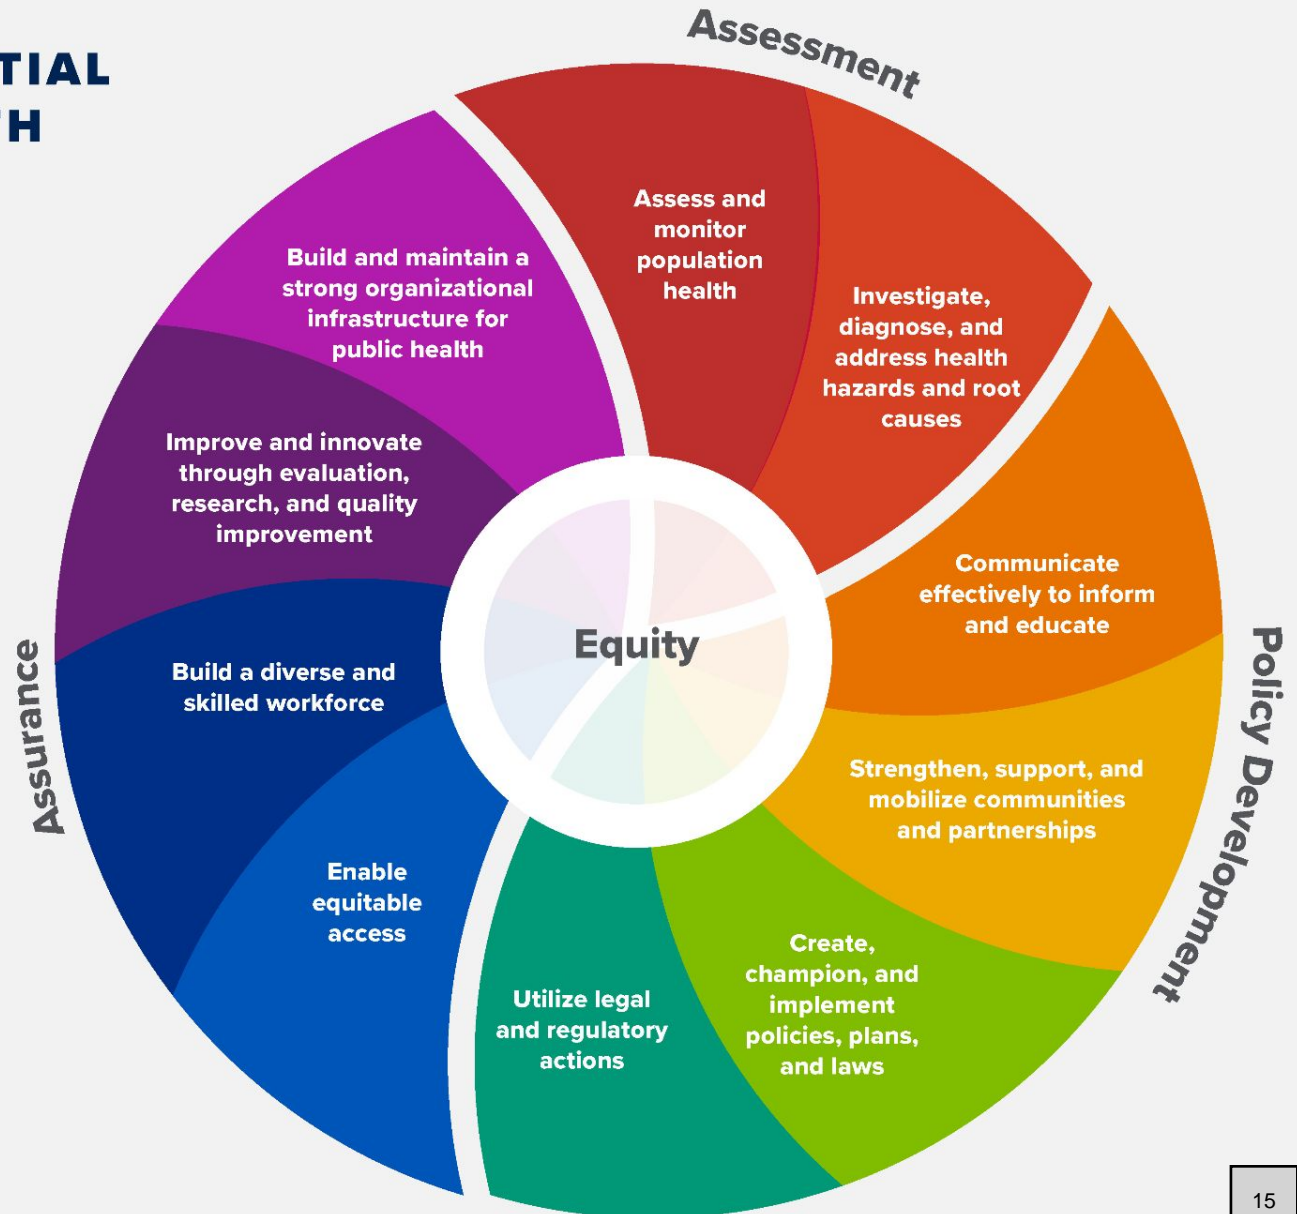 TIAL
TH
Assessment
Assess and
monitor
population
health
Investigate,
diagnose, and
address health
hazards and root
causes
Policy Development
Communicate
effectively to inform
and educate
Strengthen, support, and
mobilize communities
and partnerships
Create,
champion, and
implement
policies, plans,
and laws
Utilize legal
and regulatory
actions
Assurance
Enable
equitable
access
Build a diverse and
skilled workforce
Improve and innovate
through evaluation,
research, and quality
improvement
Build and maintain a
strong organizational
infrastructure for
public health
Equity
15